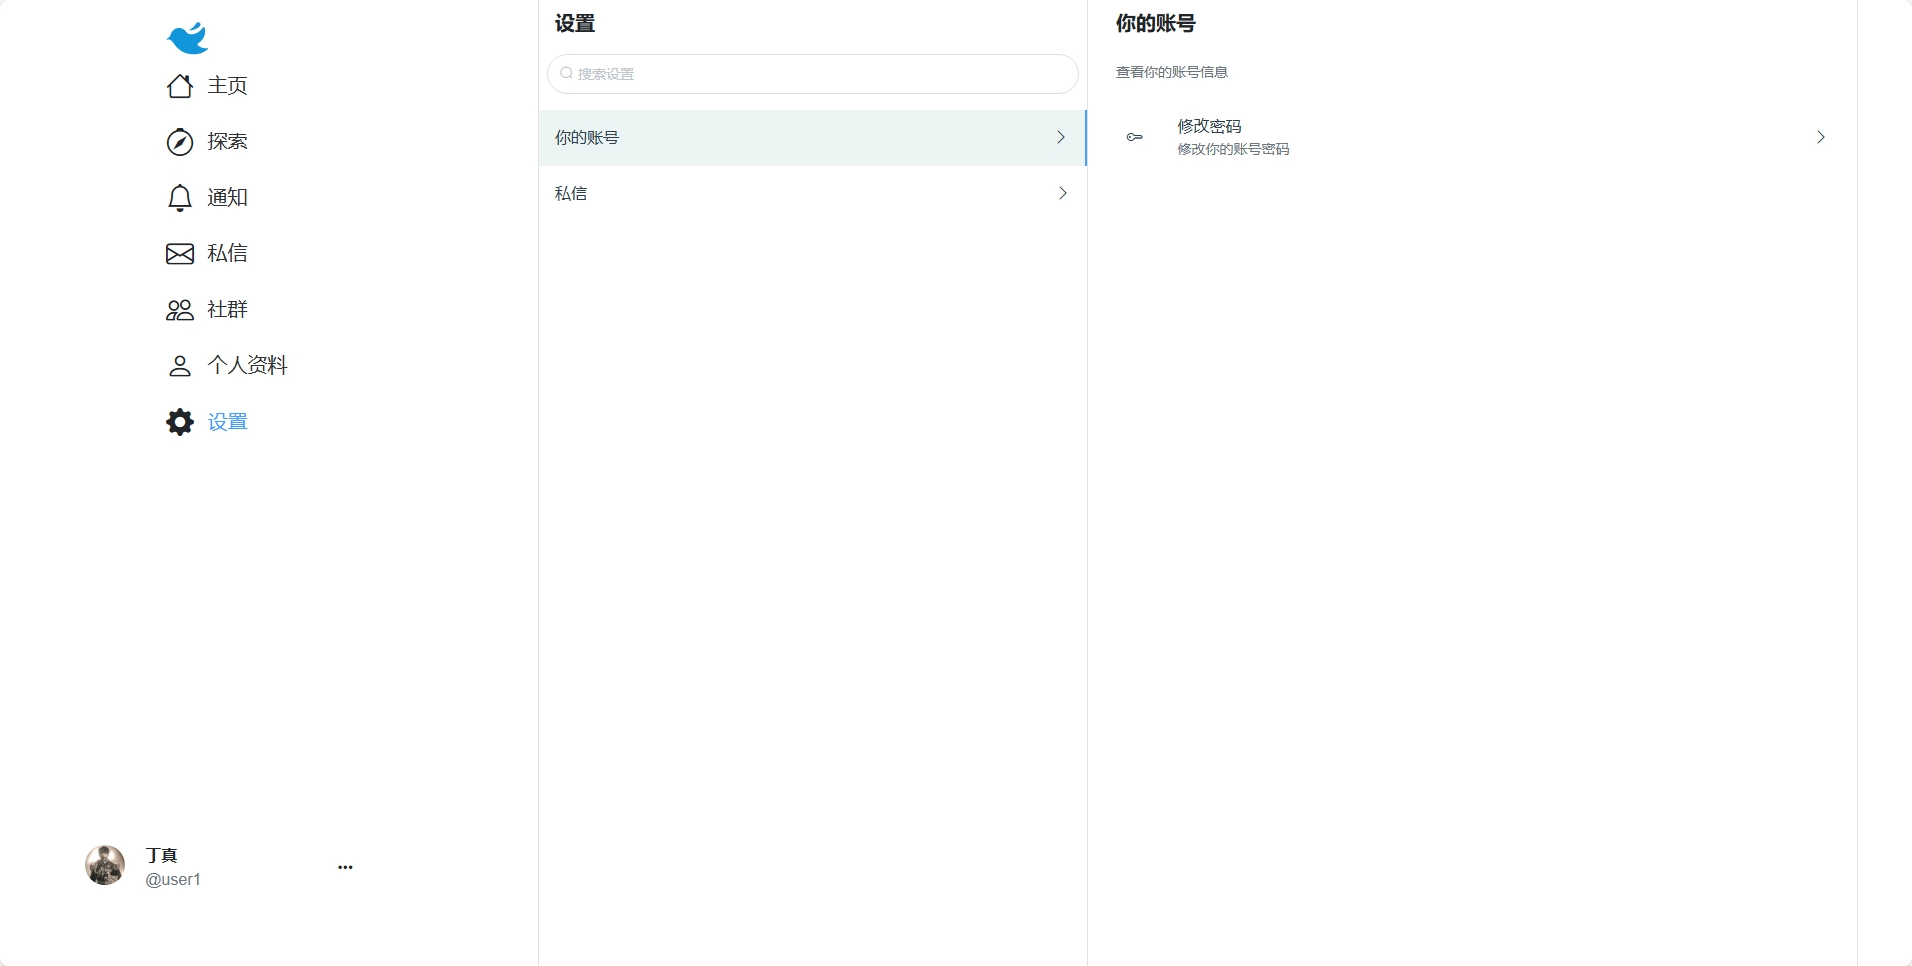 主页
探索
通知
私信
社群
个人资料
设置
丁真
@user1
设置
搜索设置
你的账号
私信
你的账号
查看你的账号信息
修改密码
修改你的账号密码